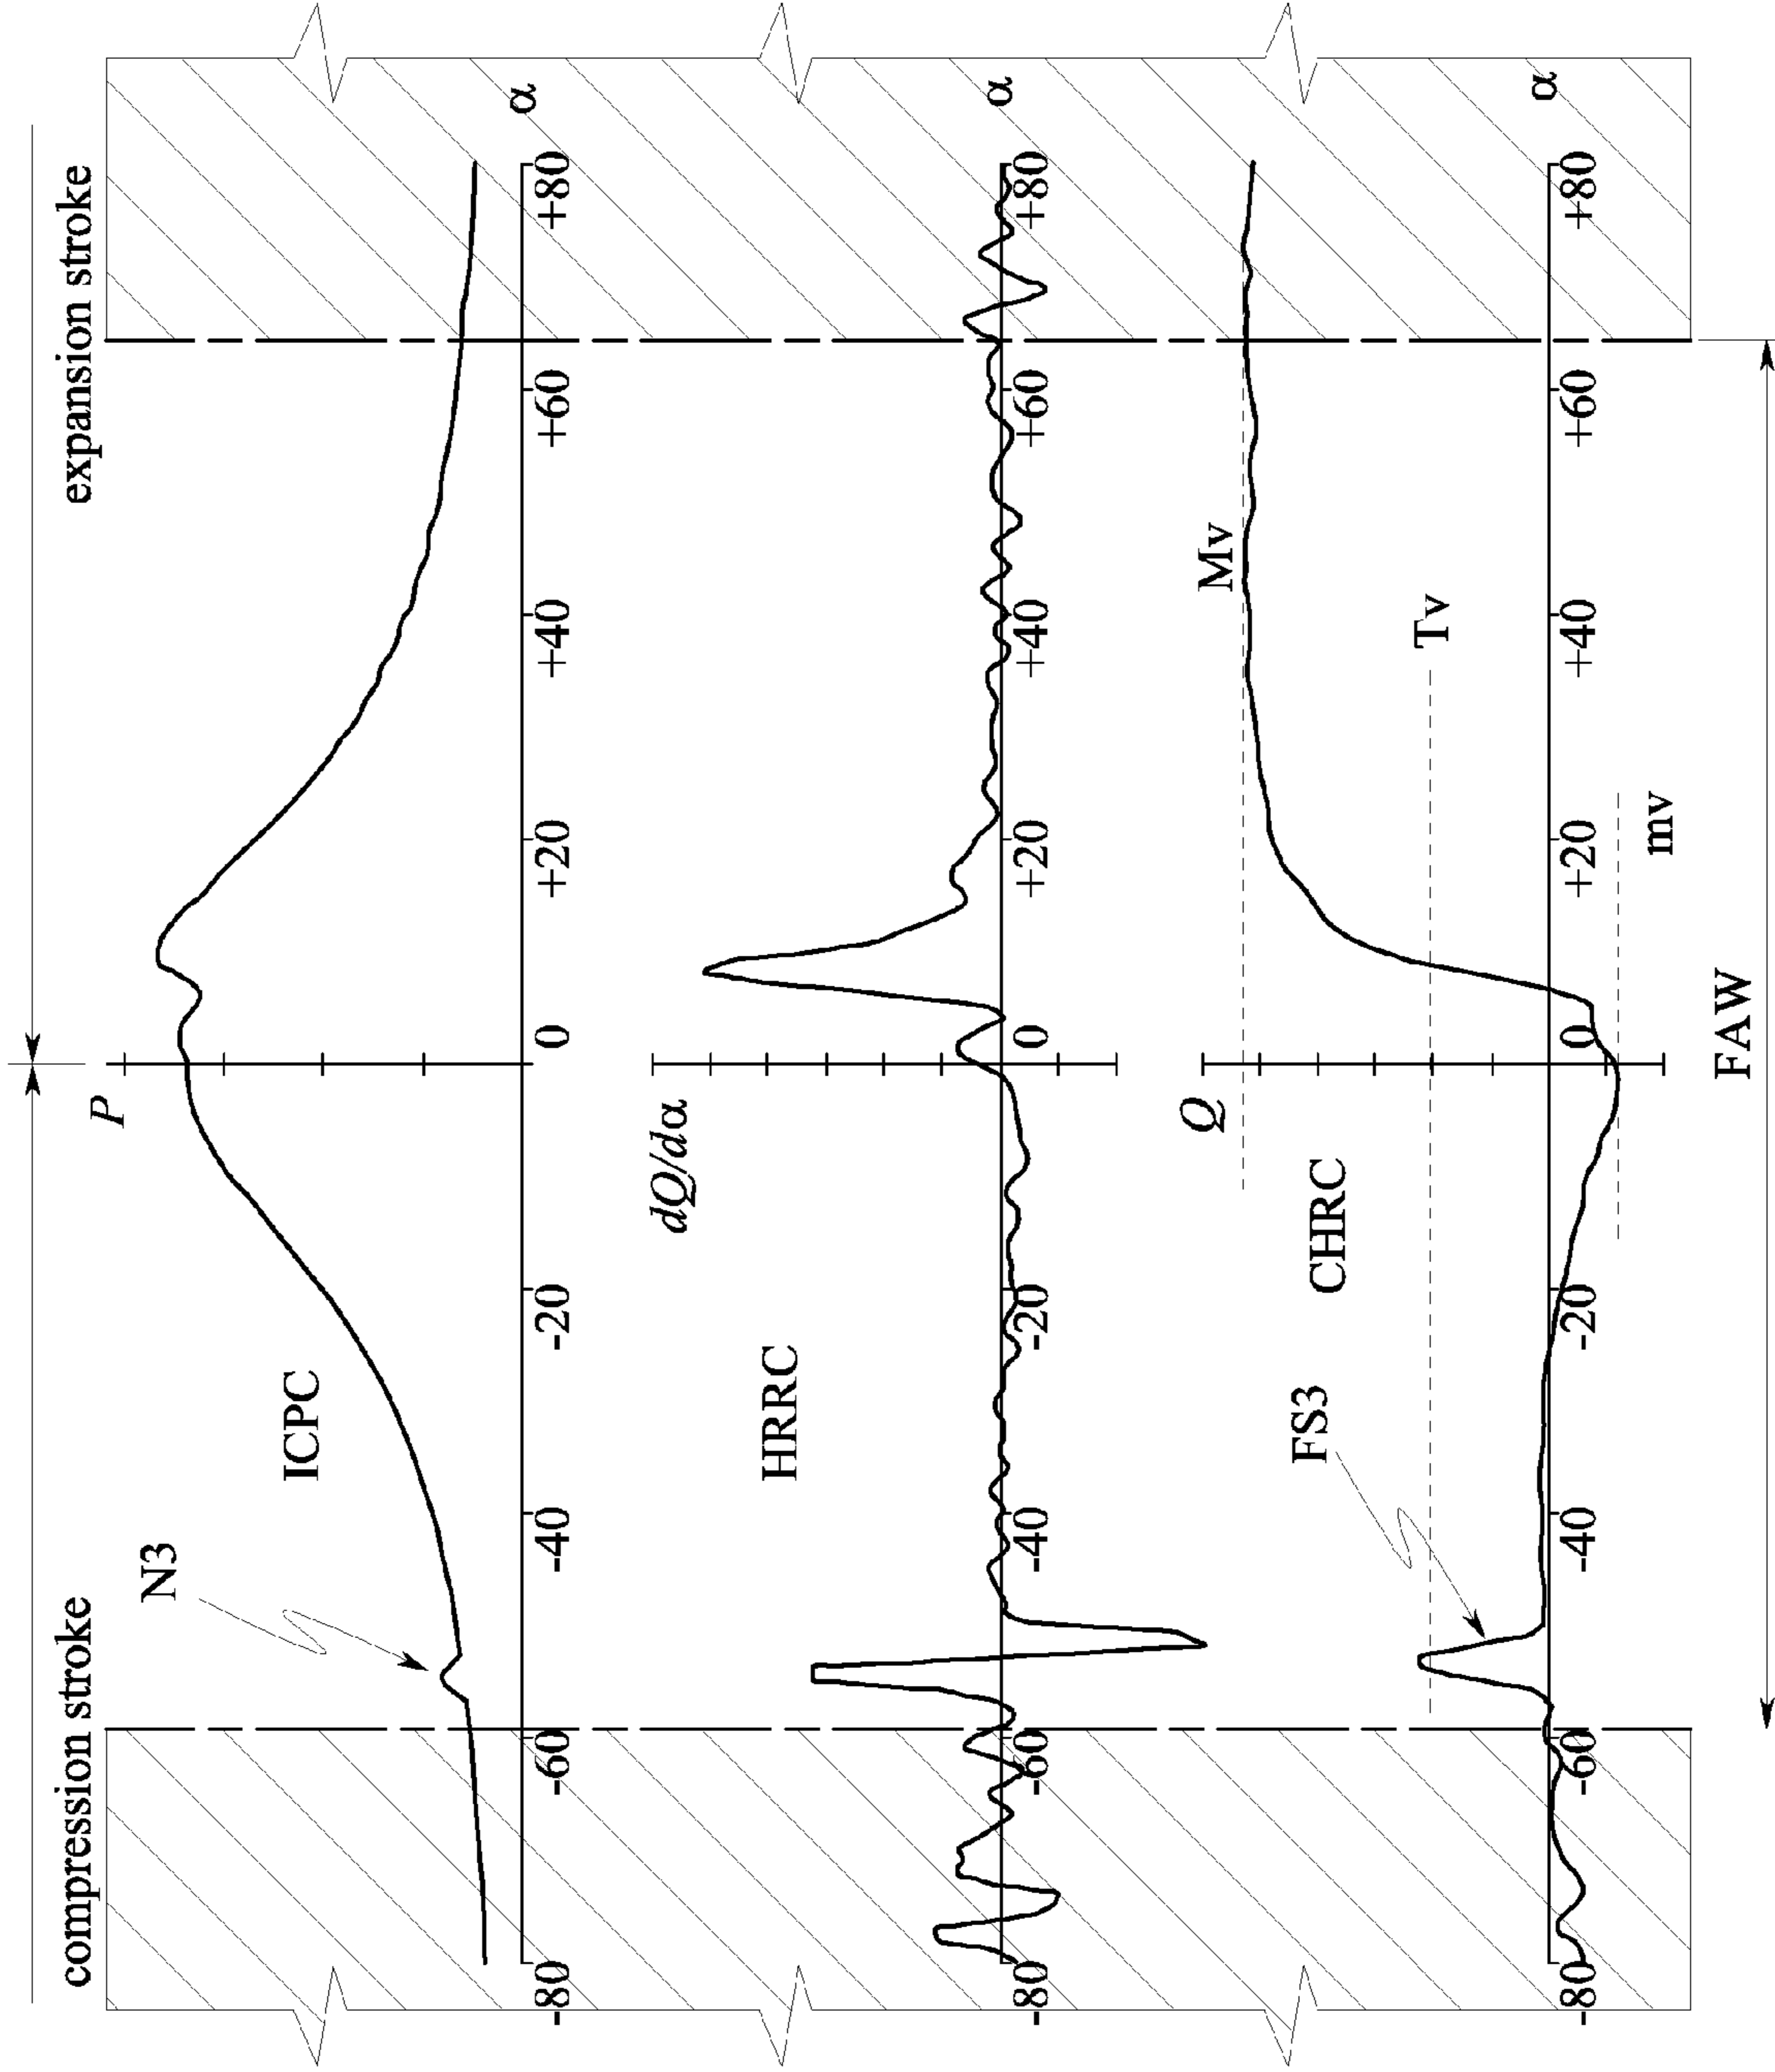 compression stroke
expansion stroke
P
N3
ICPC
α
-80
-60
-40
-20
0
+20
+40
+60
+80
dQ/dα
HRRC
α
-80
-60
-40
-20
0
+20
+40
+60
+80
Q
Mv
CHRC
FS3
Tv
α
-80
-60
-40
-20
0
+20
+40
+60
+80
mv
FAW